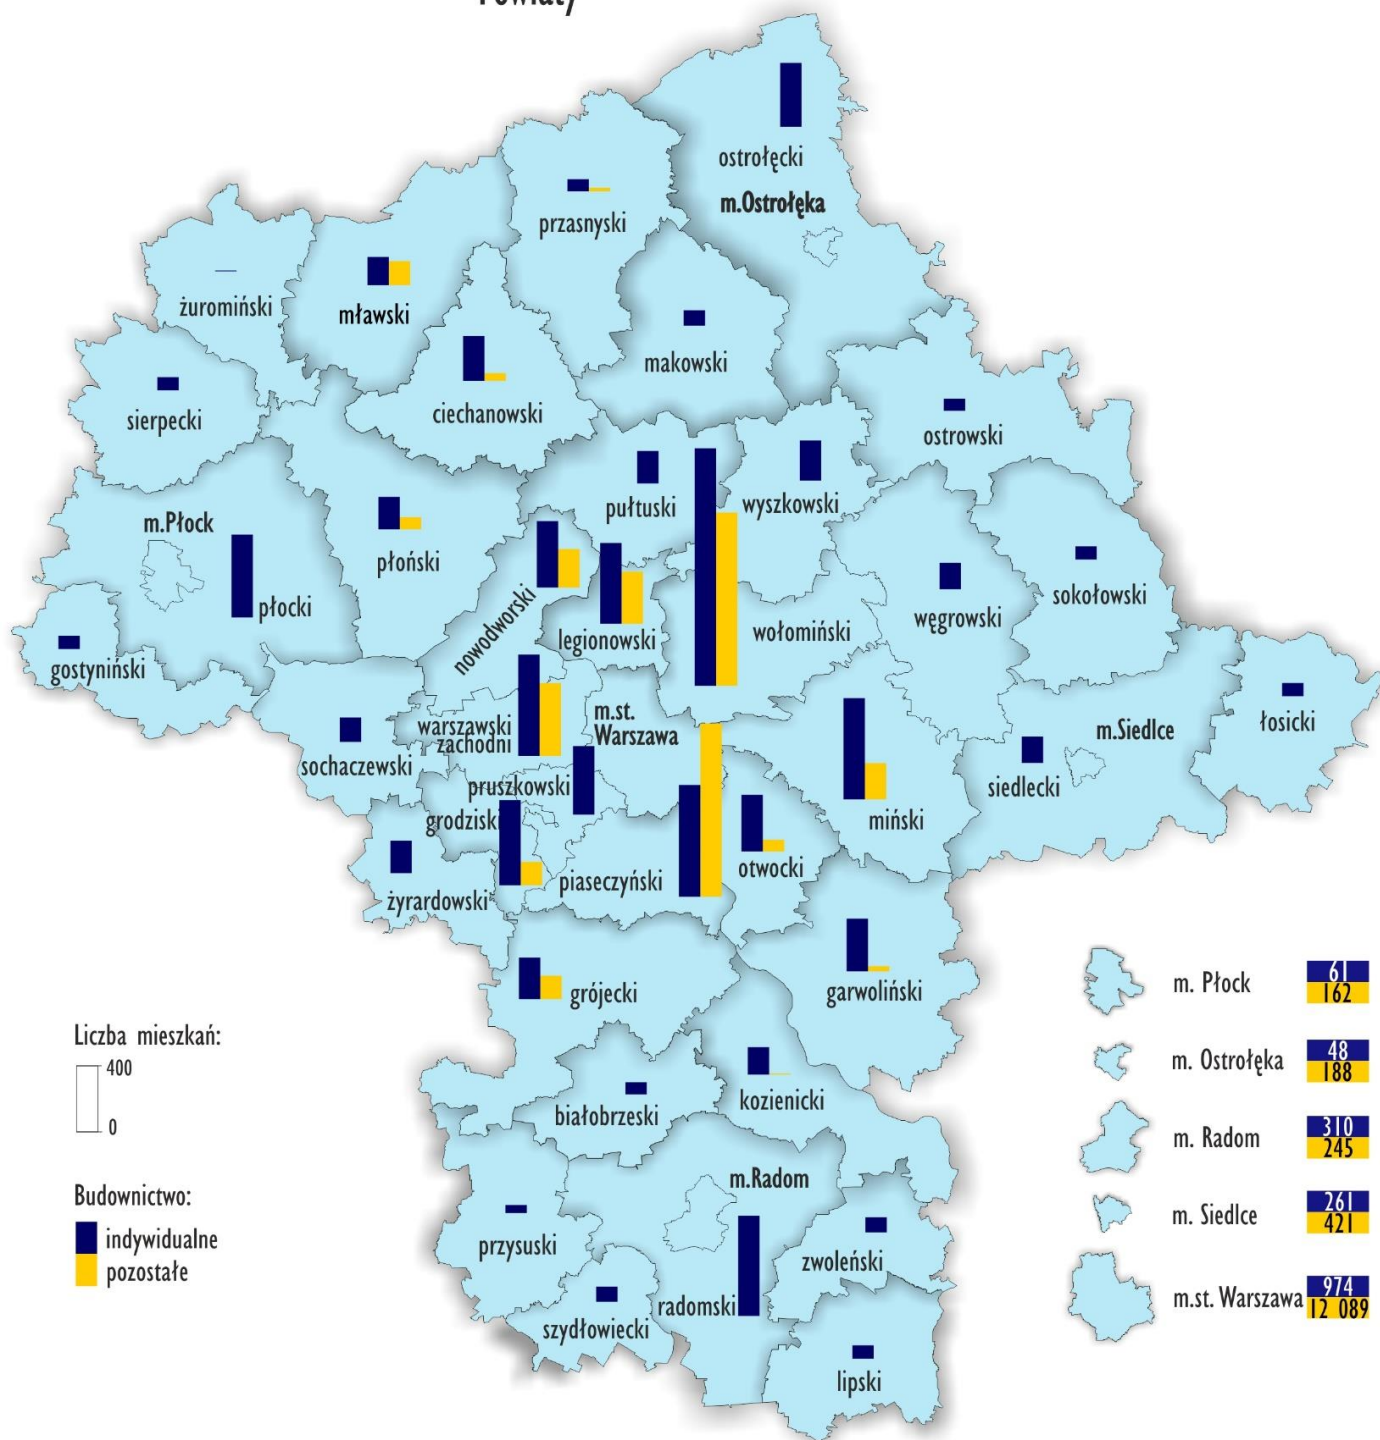 Powiaty
ostrołęcki
m.Ostrołęka
przasnyski
żuromiński
mławski
makowski
sierpecki
ciechanowski
ostrowski
pułtuski
wyszkowski
m.Płock
płoński
płocki
nowodworski
legionowski
wołomiński
węgrowski
sokołowski
gostyniński
warszawski
zachodni
m.st.
Warszawa
m.Siedlce
łosicki
sochaczewski
pruszkowski
siedlecki
grodziski
miński
otwocki
piaseczyński
żyrardowski
grójecki
garwoliński
m. Płock
61
162
Liczba mieszkań:
400
0
m. Ostrołęka
48
188
kozienicki
białobrzeski
m. Radom
310
245
m.Radom
Budownictwo:
indywidualne
pozostałe
m. Siedlce
261
421
przysuski
zwoleński
radomski
szydłowiecki
m.st. Warszawa
974
12 089
lipski